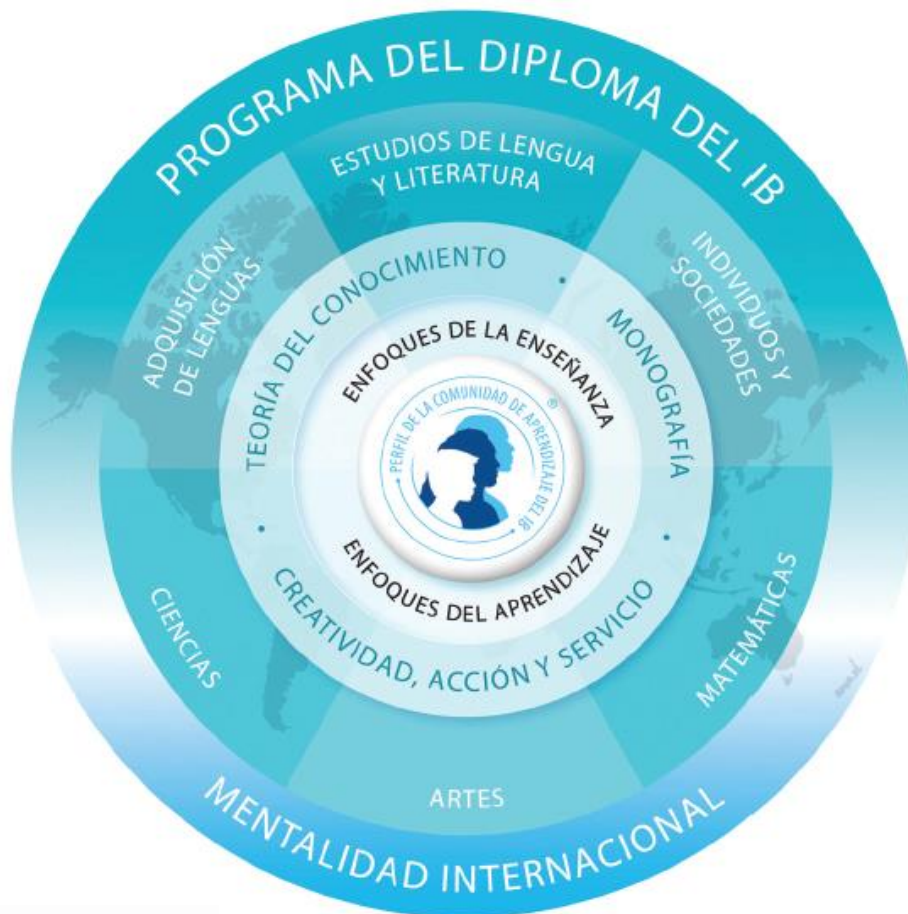 PROGRAMA DEL DIPLOMA DEL IB
ESTUDIOS DE LENGUA
Y LITERATURA
ADQUISICIÓN
DE LENGUAS
INDIVIDUOS Y
SOCIEDADES
TEORÍA DEL CONOCIMIENTO
•
MONOGRAFÍA
•
ENFOQUES DE LA ENSEÑANZA
• PERFIL DE LA COMUNIDAD DE APRENDIZAJE DEL IB •
®
ENFOQUES DEL APRENDIZAJE
•
CREATIVIDAD, ACCIÓN Y SERVICIO
CIENCIAS
MATEMÁTICAS
ARTES
MENTALIDAD INTERNACIONAL